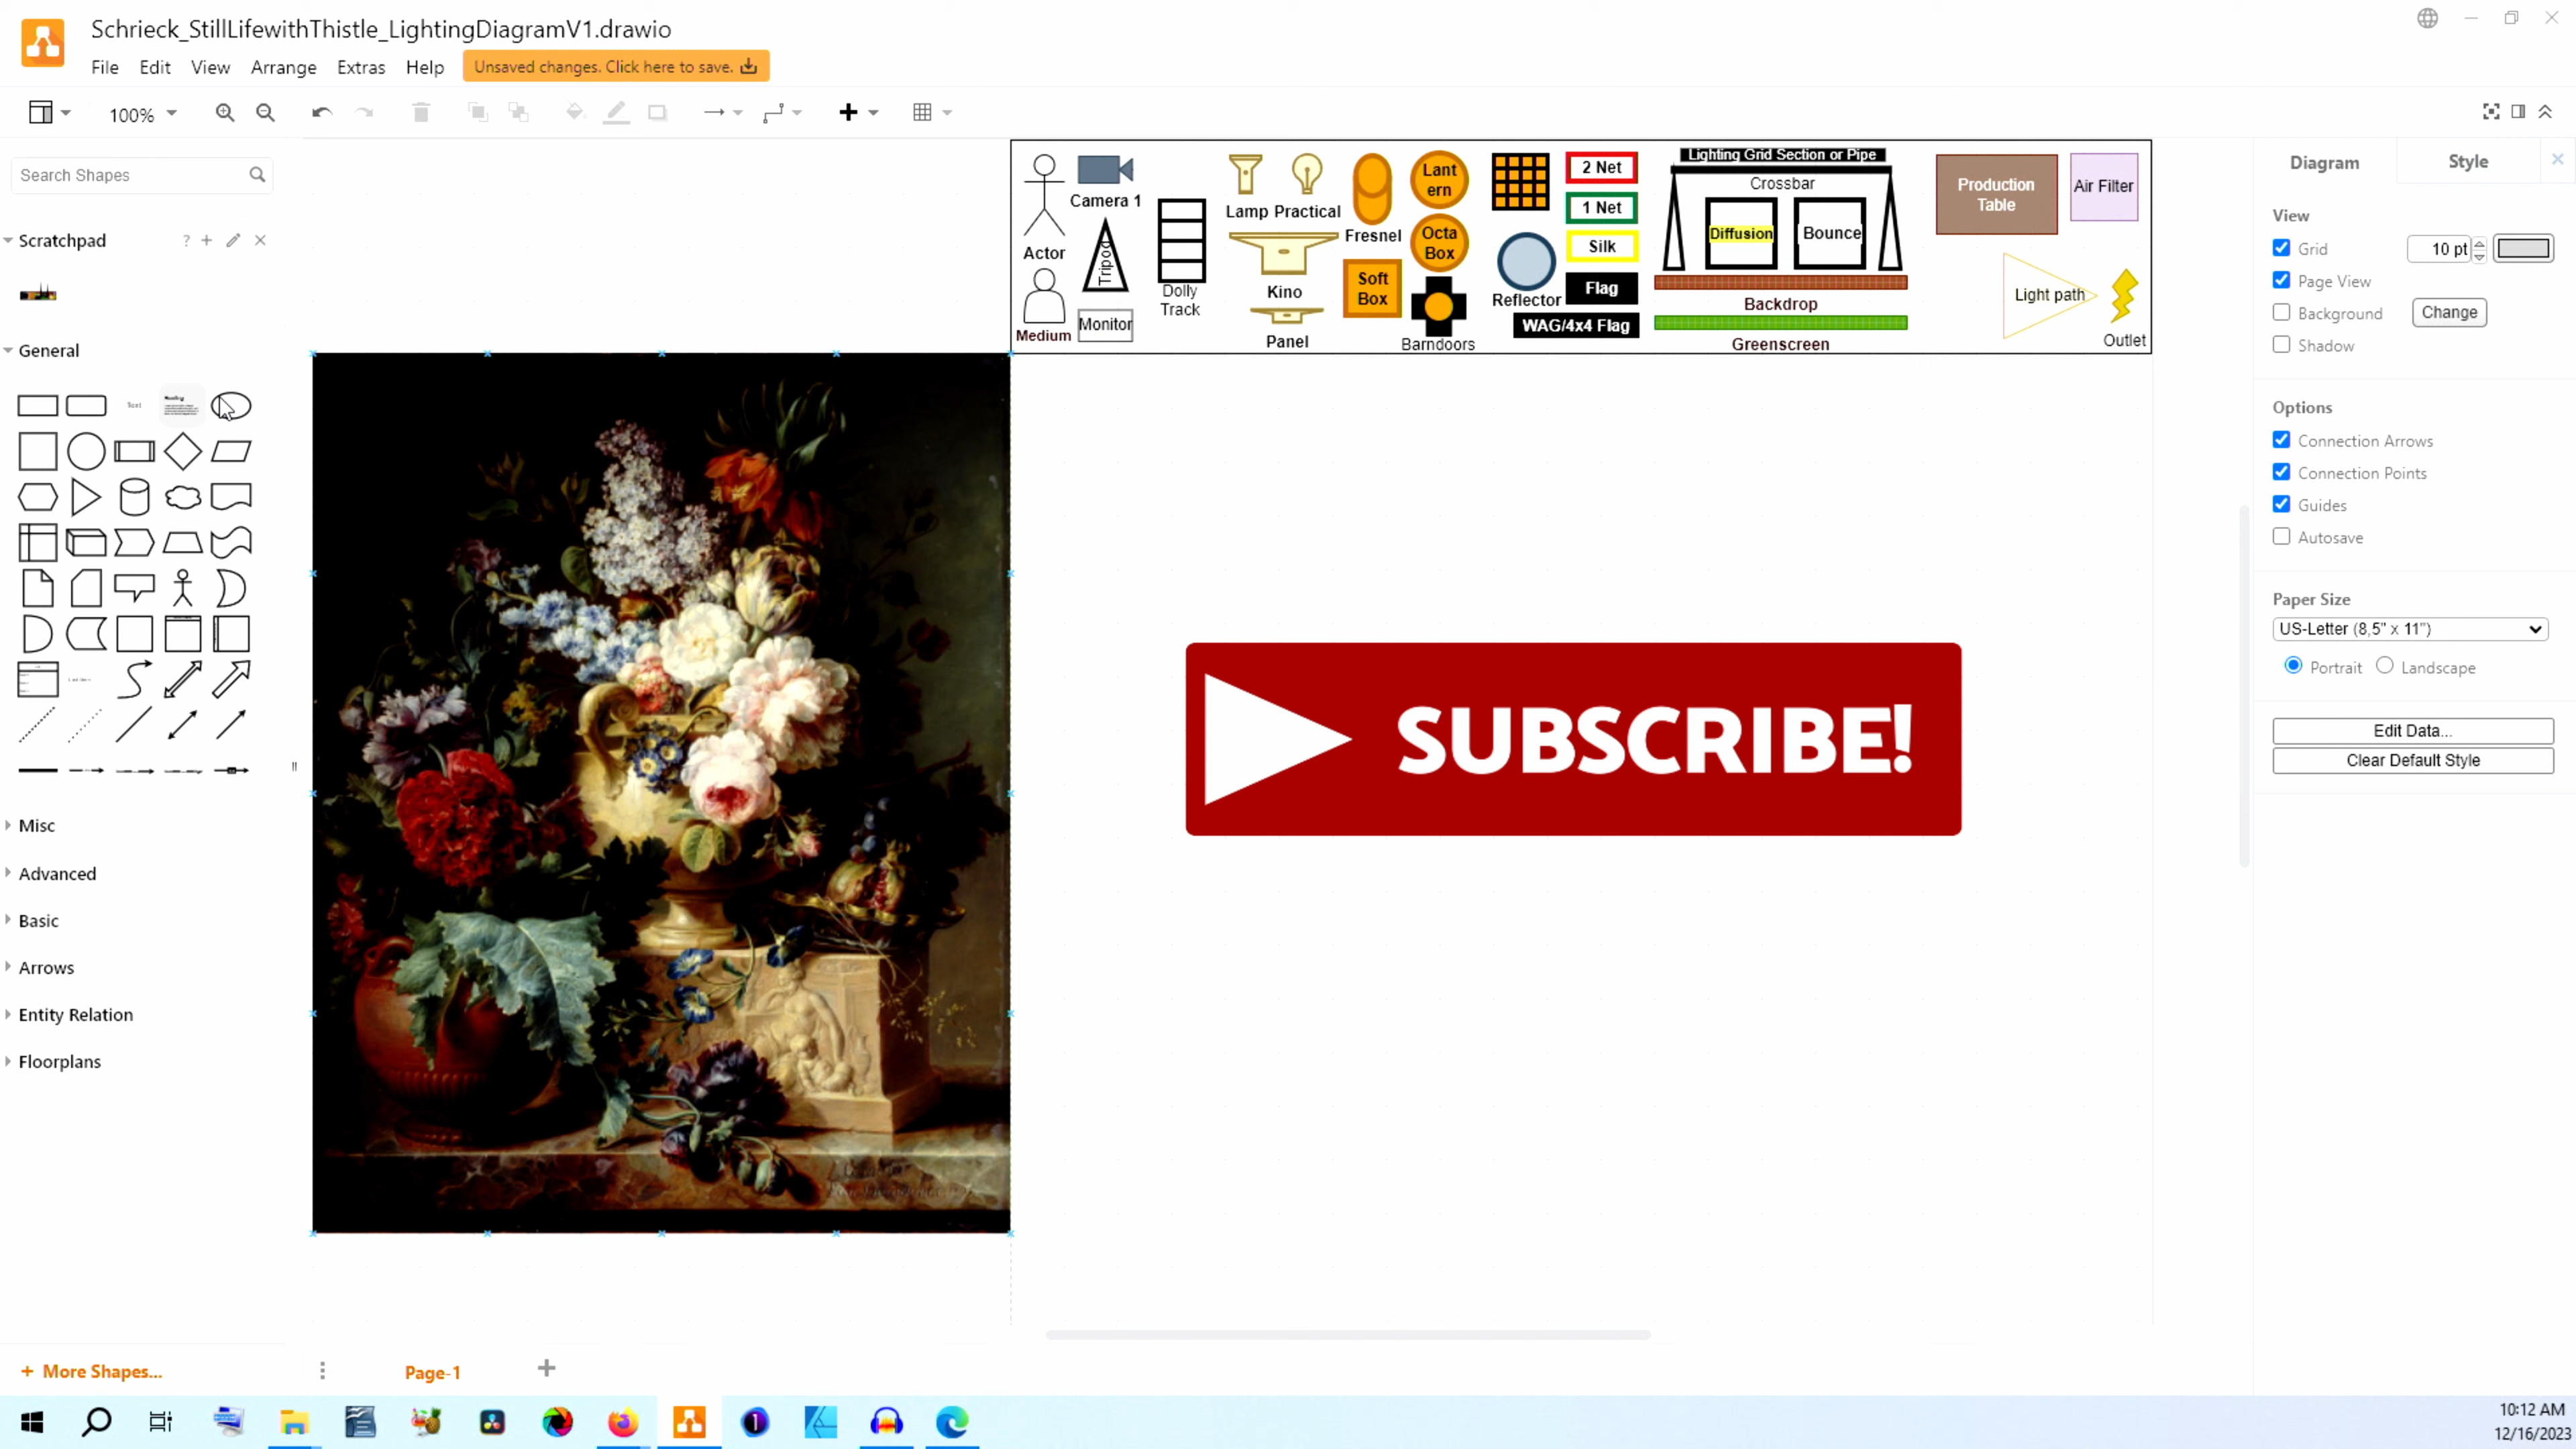 Schrieck_StillLifewithThistle_LightingDiagramV1.drawio
File Edit View Arrange Extras Help Unsaved changes. Click here to save.
100%
Search Shapes
Scratchpad
?
General
Text
Heading
Misc
Advanced
Basic
Arrows
Entity Relation
Floorplans
+ More Shapes...
Page-1
Actor
Medium
Camera 1
Tripod
Monitor
Dolly
Track
Lamp Practical
Kino
Panel
Fresnel
Soft
Box
Lant
ern
Octa
Box
Barndoors
Reflector
2 Net
1 Net
Silk
Flag
WAG/4x4 Flag
Lighting Grid Section or Pipe
Crossbar
Diffusion
Bounce
Backdrop
Greenscreen
Production
Table
Air Filter
Light path
Outlet
SUBSCRIBE!
Diagram Style
View
Grid 10 pt
Page View
Background Change
Shadow
Options
Connection Arrows
Connection Points
Guides
Autosave
Paper Size
US-Letter (8,5" x 11")
Portrait Landscape
Edit Data...
Clear Default Style
10:12 AM
12/16/2023